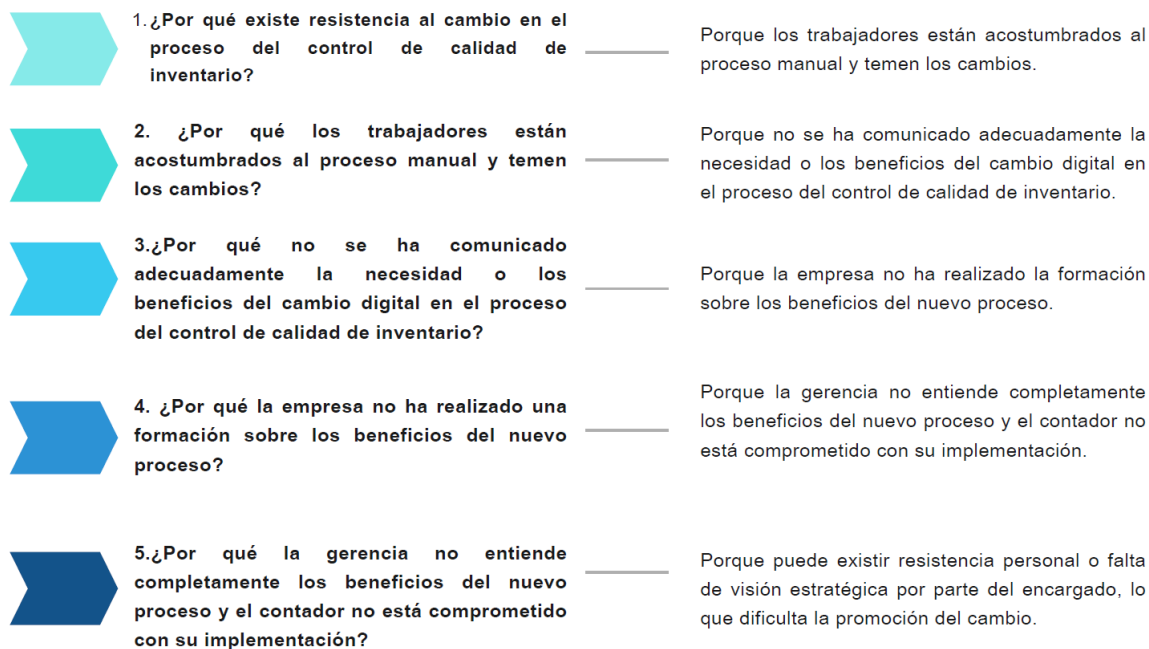 1. ¿Por qué existe resistencia al cambio en el
proceso del control de calidad de
inventario?
Porque los trabajadores están acostumbrados al
proceso manual y temen los cambios.
2. ¿Por qué los trabajadores están
acostumbrados al proceso manual y temen
los cambios?
Porque no se ha comunicado adecuadamente la
necesidad o los beneficios del cambio digital en
el proceso del control de calidad de inventario.
3.¿Por qué no se ha comunicado
adecuadamente la necesidad o los
beneficios del cambio digital en el proceso
del control de calidad de inventario?
Porque la empresa no ha realizado la formación
sobre los beneficios del nuevo proceso.
4. ¿Por qué la empresa no ha realizado una
formación sobre los beneficios del nuevo
proceso?
Porque la gerencia no entiende completamente
los beneficios del nuevo proceso y el contador no
está comprometido con su implementación.
5.¿Por qué la gerencia no entiende
completamente los beneficios del nuevo
proceso y el contador no está comprometido
con su implementación?
Porque puede existir resistencia personal o falta
de visión estratégica por parte del encargado, lo
que dificulta la promoción del cambio.